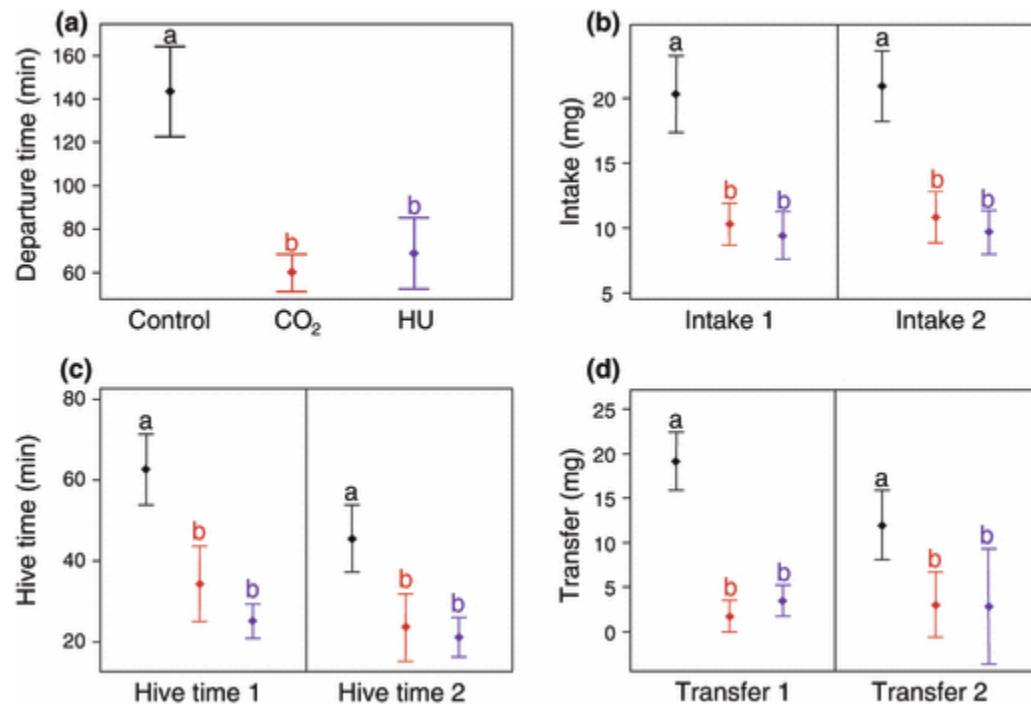 (a)
Departure time (min)
160
140
120
100
80
60
a
b
b
Control
CO₂
HU
(b)
Intake (mg)
20
15
10
5
a
b
b
a
b
b
Intake 1
Intake 2
(c)
Hive time (min)
80
60
40
20
a
b
b
a
b
b
Hive time 1
Hive time 2
(d)
Transfer (mg)
25
20
15
10
5
0
a
b
b
a
b
b
Transfer 1
Transfer 2